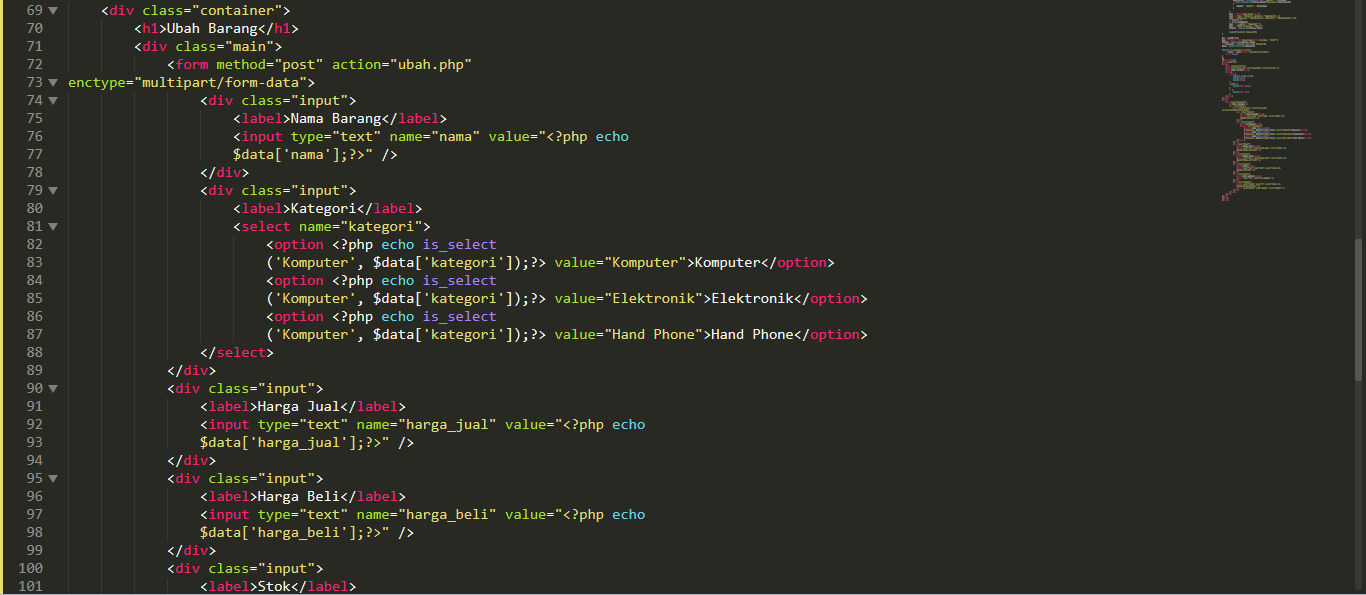 69 <div class="container">
70 <h1>Ubah Barang</h1>
71 <div class="main">
72 <form method="post" action="ubah.php"
73 enctype="multipart/form-data">
74 <div class="input">
75 <label>Nama Barang</label>
76 <input type="text" name="nama" value="<?php echo
77 $data['nama'];?>" />
78 </div>
79 <div class="input">
80 <label>Kategori</label>
81 <select name="kategori">
82 <option <?php echo is_select
83 ('Komputer', $data['kategori']);?> value="Komputer">Komputer</option>
84 <option <?php echo is_select
85 ('Komputer', $data['kategori']);?> value="Elektronik">Elektronik</option>
86 <option <?php echo is_select
87 ('Komputer', $data['kategori']);?> value="Hand Phone">Hand Phone</option>
88 </select>
89 </div>
90 <div class="input">
91 <label>Harga Jual</label>
92 <input type="text" name="harga_jual" value="<?php echo
93 $data['harga_jual'];?>" />
94 </div>
95 <div class="input">
96 <label>Harga Beli</label>
97 <input type="text" name="harga_beli" value="<?php echo
98 $data['harga_beli'];?>" />
99 </div>
100 <div class="input">
101 <label>Stok</label>